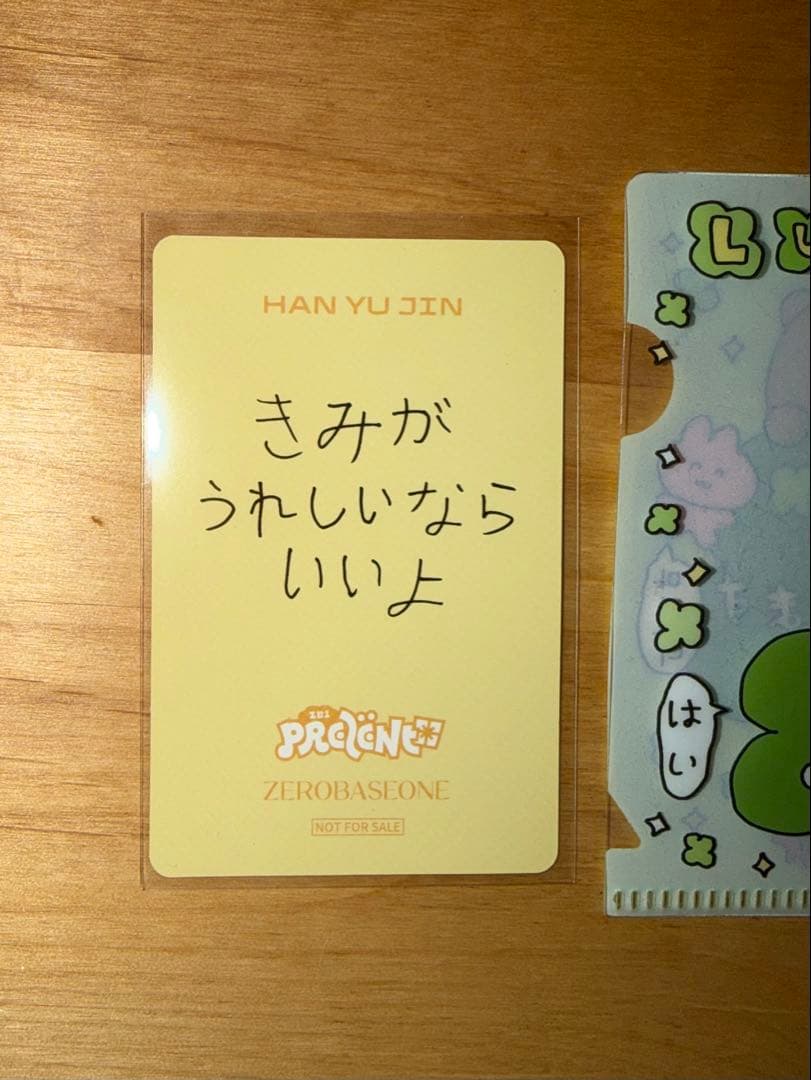 HAN YU JIN
きみが
うれしいなら
いいよ
ZB1
PREZENT
ZEROBASEONE
NOT FOR SALE
L
はい